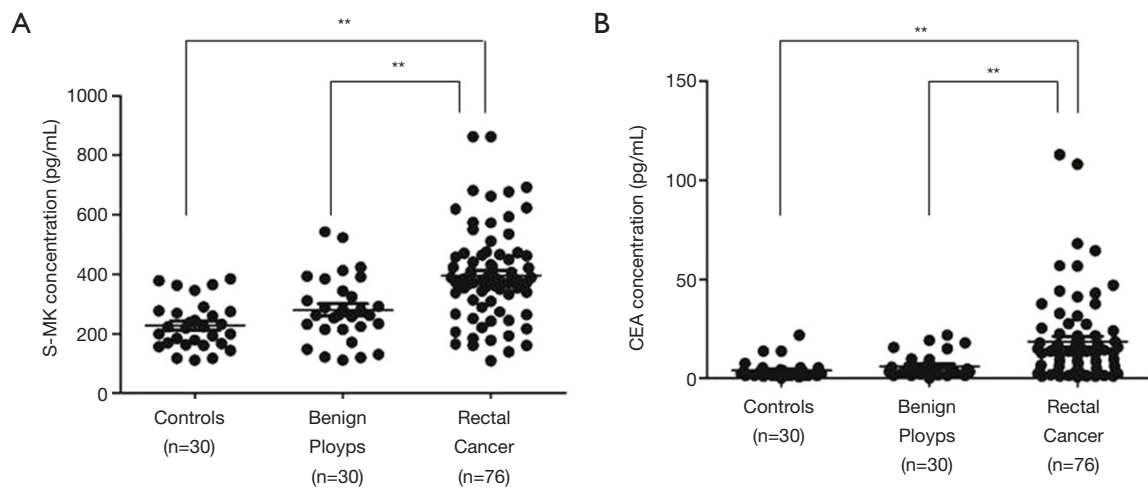 A
**
**
S-MK concentration (pg/mL)
1000
800
600
400
200
0
Controls
(n=30)
Benign
Ployps
(n=30)
Rectal
Cancer
(n=76)
B
**
**
CEA concentration (pg/mL)
150
100
50
0
Controls
(n=30)
Benign
Ployps
(n=30)
Rectal
Cancer
(n=76)